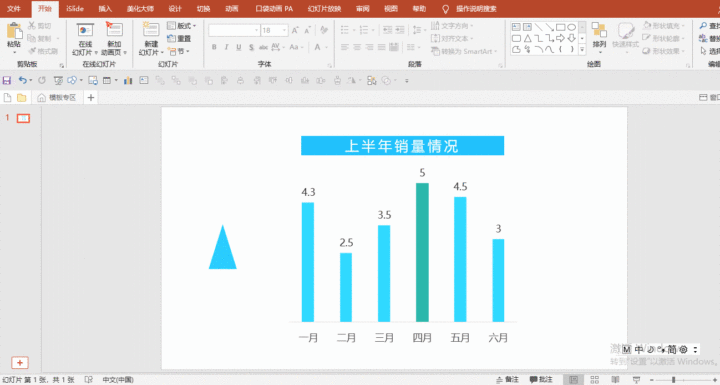 文件 开始 iSlide 插入 美化大师 设计 切换 动画 口袋动画 PA 幻灯片放映 审阅 视图 帮助 操作说明搜索
粘贴 剪切 复制 格式刷
在线幻灯片 新加页面
新建幻灯片 版式 重置 节
18
文字方向 对齐文本 转换为 SmartArt
排列 快速样式 形状填充 形状轮廓 形状效果
查找 替换 选择
剪贴板 在线幻灯片 幻灯片 字体 段落 绘图 编辑
模板专区
1
上半年销量情况
4.3 2.5 3.5 5 4.5 3
一月 二月 三月 四月 五月 六月
M 中 简
转到"设置"以激活 Windows。
幻灯片 第 1 张，共 1 张 中文(中国) 备注 批注